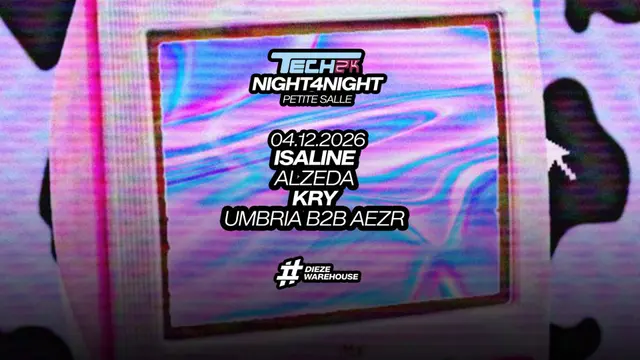 TECH2K
NIGHT4NIGHT
PETITE SALLE
04.12.2026
ISALINE
ALZEDA
KRY
UMBRIA B2B AEZR
# DIEZE
WAREHOUSE